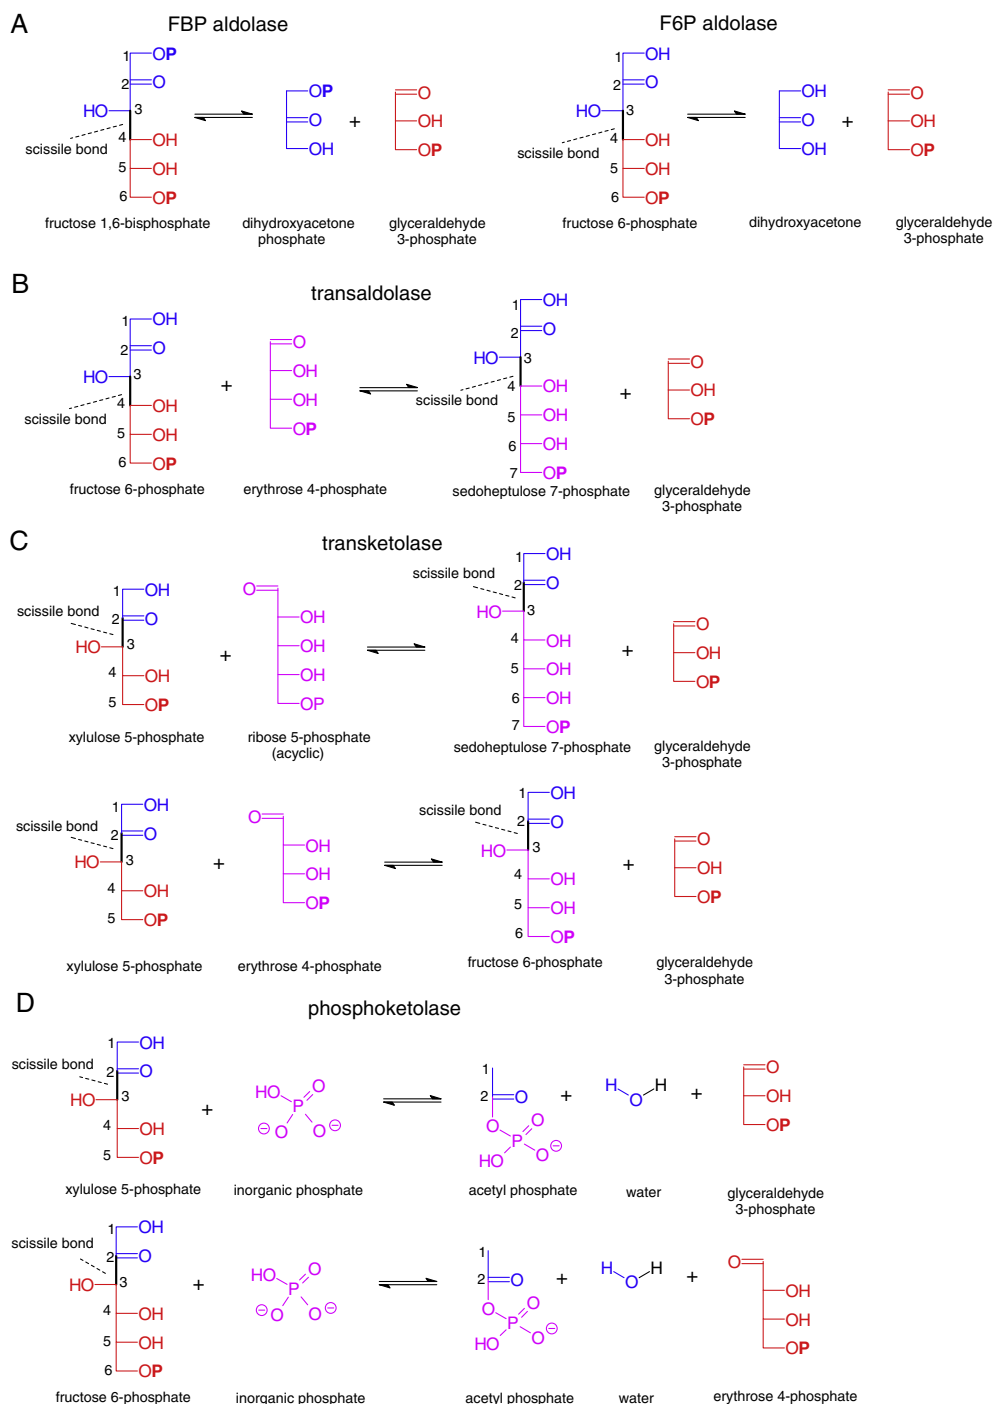 A
FBP aldolase
F6P aldolase
1 OP
2 O
HO 3
scissile bond
4 OH
5 OH
6 OP
fructose 1,6-bisphosphate
OP
O
OH
dihydroxyacetone
phosphate
+
O
OH
OP
glyceraldehyde
3-phosphate
1 OH
2 O
HO 3
scissile bond
4 OH
5 OH
6 OP
fructose 6-phosphate
OH
O
OH
dihydroxyacetone
+
O
OH
OP
glyceraldehyde
3-phosphate
B
transaldolase
1 OH
2 O
HO 3
scissile bond
4 OH
5 OH
6 OP
fructose 6-phosphate
+
O
OH
OH
OP
erythrose 4-phosphate
1 OH
2 O
HO 3
scissile bond
4 OH
5 OH
6 OH
7 OP
sedoheptulose 7-phosphate
+
O
OH
OP
glyceraldehyde
3-phosphate
C
transketolase
1 OH
scissile bond
2 O
HO 3
4 OH
5 OP
xylulose 5-phosphate
+
O
OH
OH
OH
OP
ribose 5-phosphate
(acyclic)
1 OH
scissile bond
2 O
HO 3
4 OH
5 OH
6 OH
7 OP
sedoheptulose 7-phosphate
+
O
OH
OP
glyceraldehyde
3-phosphate
1 OH
scissile bond
2 O
HO 3
4 OH
5 OP
xylulose 5-phosphate
+
O
OH
OH
OP
erythrose 4-phosphate
1 OH
scissile bond
2 O
HO 3
4 OH
5 OH
6 OP
fructose 6-phosphate
+
O
OH
OP
glyceraldehyde
3-phosphate
D
phosphoketolase
1 OH
scissile bond
2 O
HO 3
4 OH
5 OP
xylulose 5-phosphate
+
HO O
P
⊖ O O ⊖
inorganic phosphate
1
2 O
O O
P ⊖
HO O
acetyl phosphate
+
H H
O
water
+
O
OH
OP
glyceraldehyde
3-phosphate
1 OH
scissile bond
2 O
HO 3
4 OH
5 OH
6 OP
fructose 6-phosphate
+
HO O
P
⊖ O O ⊖
inorganic phosphate
1
2 O
O O
P ⊖
HO O
acetyl phosphate
+
H H
O
water
+
O
OH
OH
OP
erythrose 4-phosphate